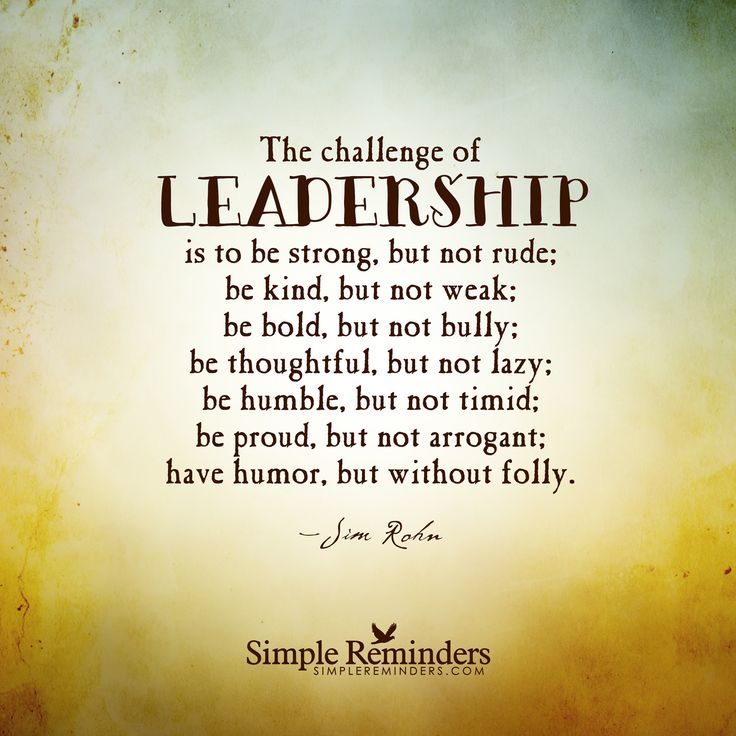 The challenge of
LEADERSHIP
is to be strong, but not rude;
be kind, but not weak;
be bold, but not bully;
be thoughtful, but not lazy;
be humble, but not timid;
be proud, but not arrogant;
have humor, but without folly.
—Jim Rohn
Simple Reminders
SIMPLEREMINDERS.COM